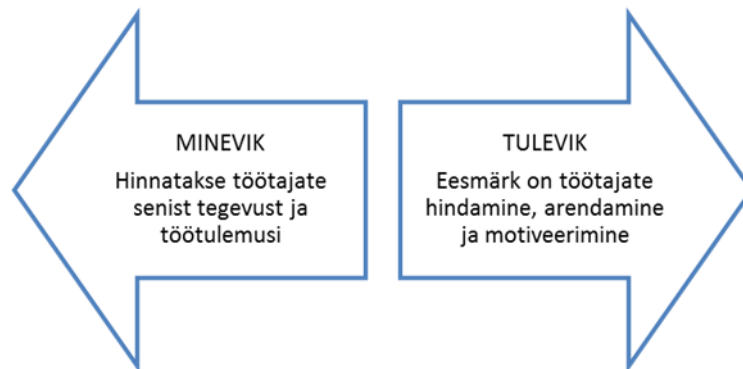 MINEVIK
Hinnatakse töötajate
senist tegevust ja
töötulemusi
TULEVIK
Eesmärk on töötajate
hindamine, arendamine
ja motiveerimine